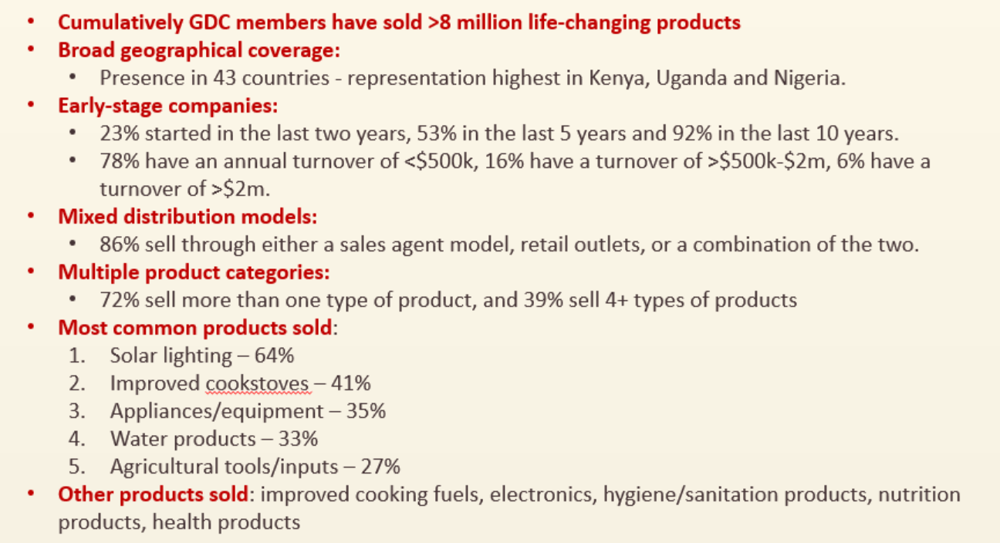 • Cumulatively GDC members have sold >8 million life-changing products
• Broad geographical coverage:
• Presence in 43 countries - representation highest in Kenya, Uganda and Nigeria.
• Early-stage companies:
• 23% started in the last two years, 53% in the last 5 years and 92% in the last 10 years.
• 78% have an annual turnover of <$500k, 16% have a turnover of >$500k-$2m, 6% have a
turnover of >$2m.
• Mixed distribution models:
• 86% sell through either a sales agent model, retail outlets, or a combination of the two.
• Multiple product categories:
• 72% sell more than one type of product, and 39% sell 4+ types of products
• Most common products sold:
1. Solar lighting – 64%
2. Improved cookstoves – 41%
3. Appliances/equipment – 35%
4. Water products – 33%
5. Agricultural tools/inputs – 27%
• Other products sold: improved cooking fuels, electronics, hygiene/sanitation products, nutrition
products, health products